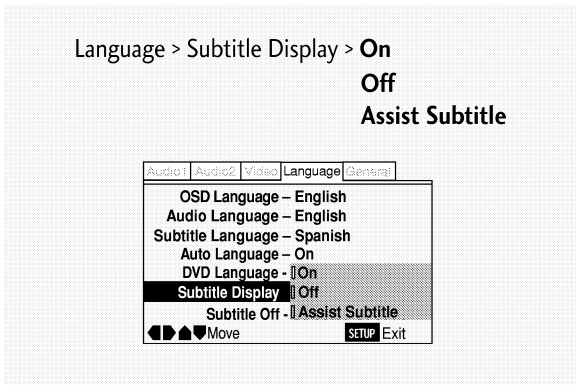 Language > Subtitle Display > On
Off
Assist Subtitle
Audio1 Audio2 Video Language General
OSD Language – English
Audio Language – English
Subtitle Language – Spanish
Auto Language – On
DVD Language - On
Subtitle Display Off
Subtitle Off - Assist Subtitle
Move SETUP Exit